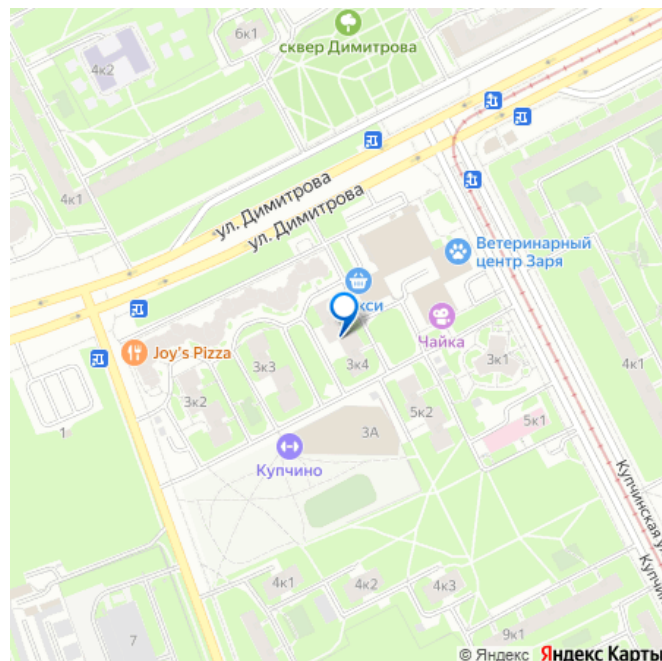 6к1
сквер Димитрова
4к2
4к1
ул. Димитрова
ул. Димитрова
Ветеринарный
центр Заря
кси
Чайка
Joy's Pizza
3к3
3к4
3к1
4к1
3к2
5к2
5к1
1
3А
Купчино
Купчинская у
Купчин
4к1
4к2
4к3
7
9к1
© Яндекс Яндекс Карты